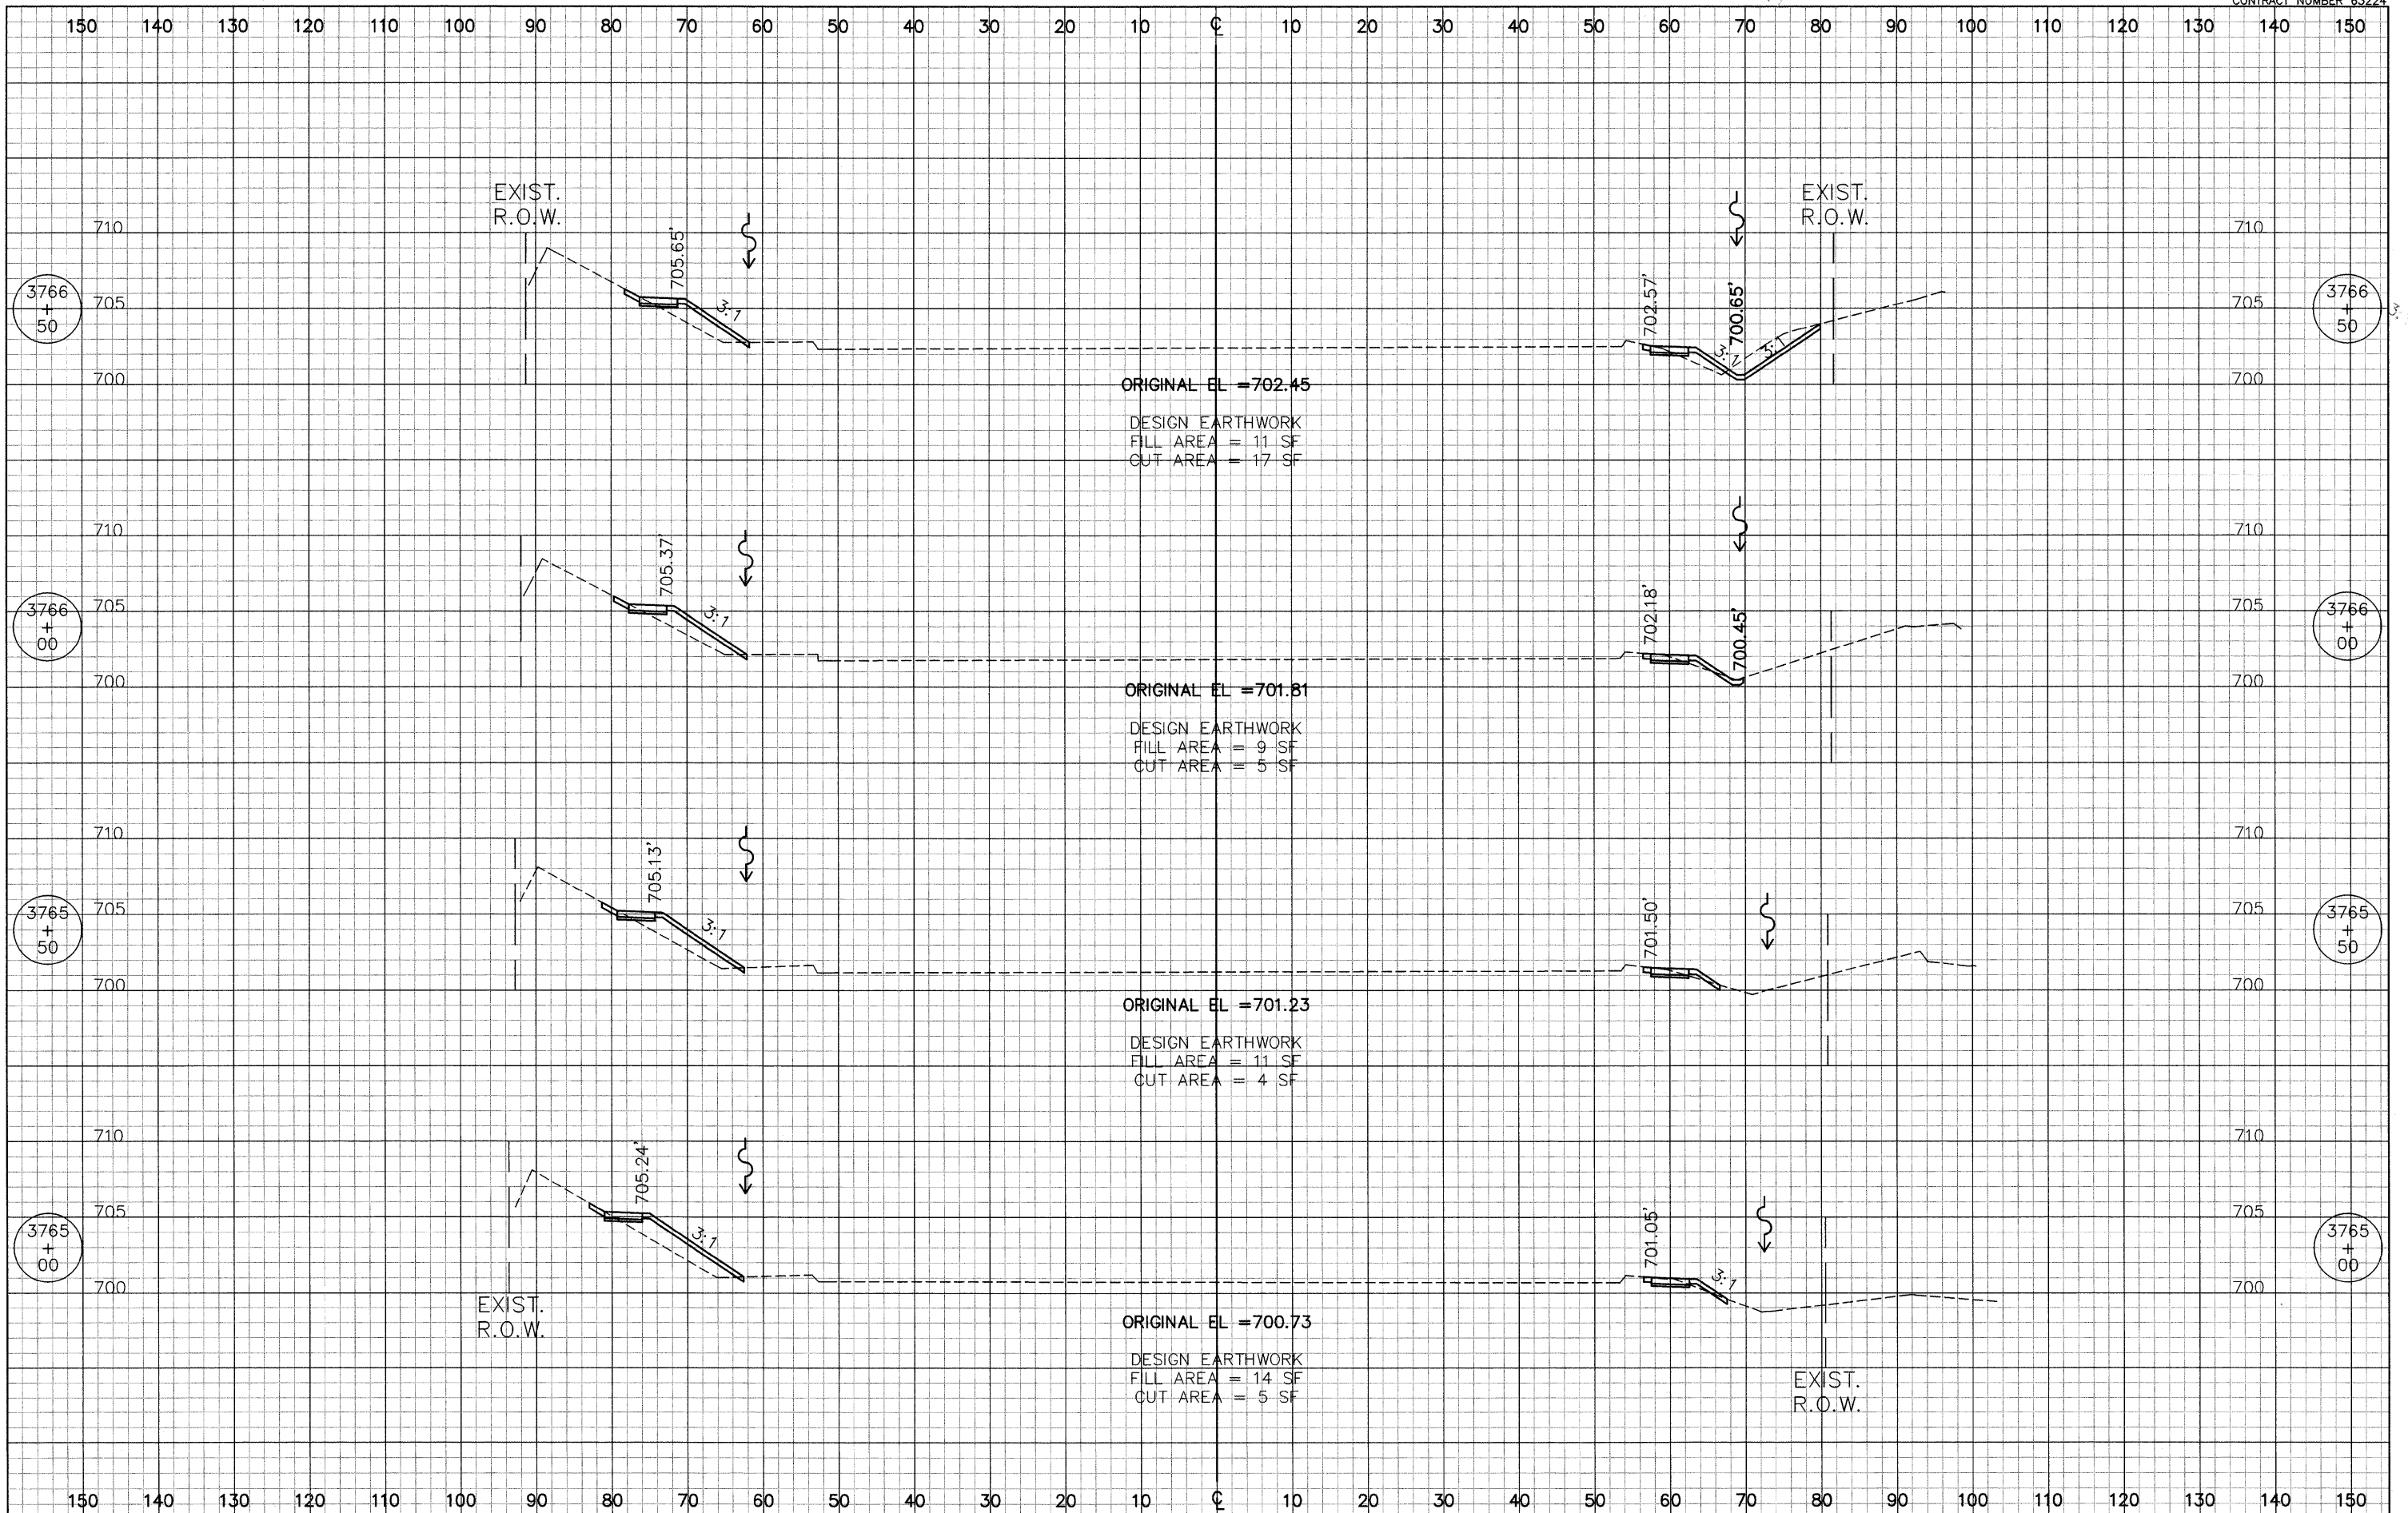 CONTRACT NUMBER 63224
150 140 130 120 110 100 90 80 70 60 50 40 30 20 10 ℄ 10 20 30 40 50 60 70 80 90 100 110 120 130 140 150
EXIST.
R.O.W.
EXIST.
R.O.W.
710
705.65'
710
3766
+
50
705
3:1
702.57'
3:1
700.65'
3:1
705
3766
+
50
700
ORIGINAL EL =702.45
700
DESIGN EARTHWORK
FILL AREA = 11 SF
CUT AREA = 17 SF
710
705.37'
710
3766
+
00
705
3:1
702.18'
700.45'
705
3766
+
00
700
ORIGINAL EL =701.81
700
DESIGN EARTHWORK
FILL AREA = 9 SF
CUT AREA = 5 SF
710
705.13'
710
3765
+
50
705
3:1
701.50'
705
3765
+
50
700
ORIGINAL EL =701.23
700
DESIGN EARTHWORK
FILL AREA = 11 SF
CUT AREA = 4 SF
710
705.24'
710
3765
+
00
705
3:1
701.05'
3:1
705
3765
+
00
700
700
EXIST.
R.O.W.
ORIGINAL EL =700.73
DESIGN EARTHWORK
FILL AREA = 14 SF
CUT AREA = 5 SF
EXIST.
R.O.W.
150 140 130 120 110 100 90 80 70 60 50 40 30 20 10 ℄ 10 20 30 40 50 60 70 80 90 100 110 120 130 140 150